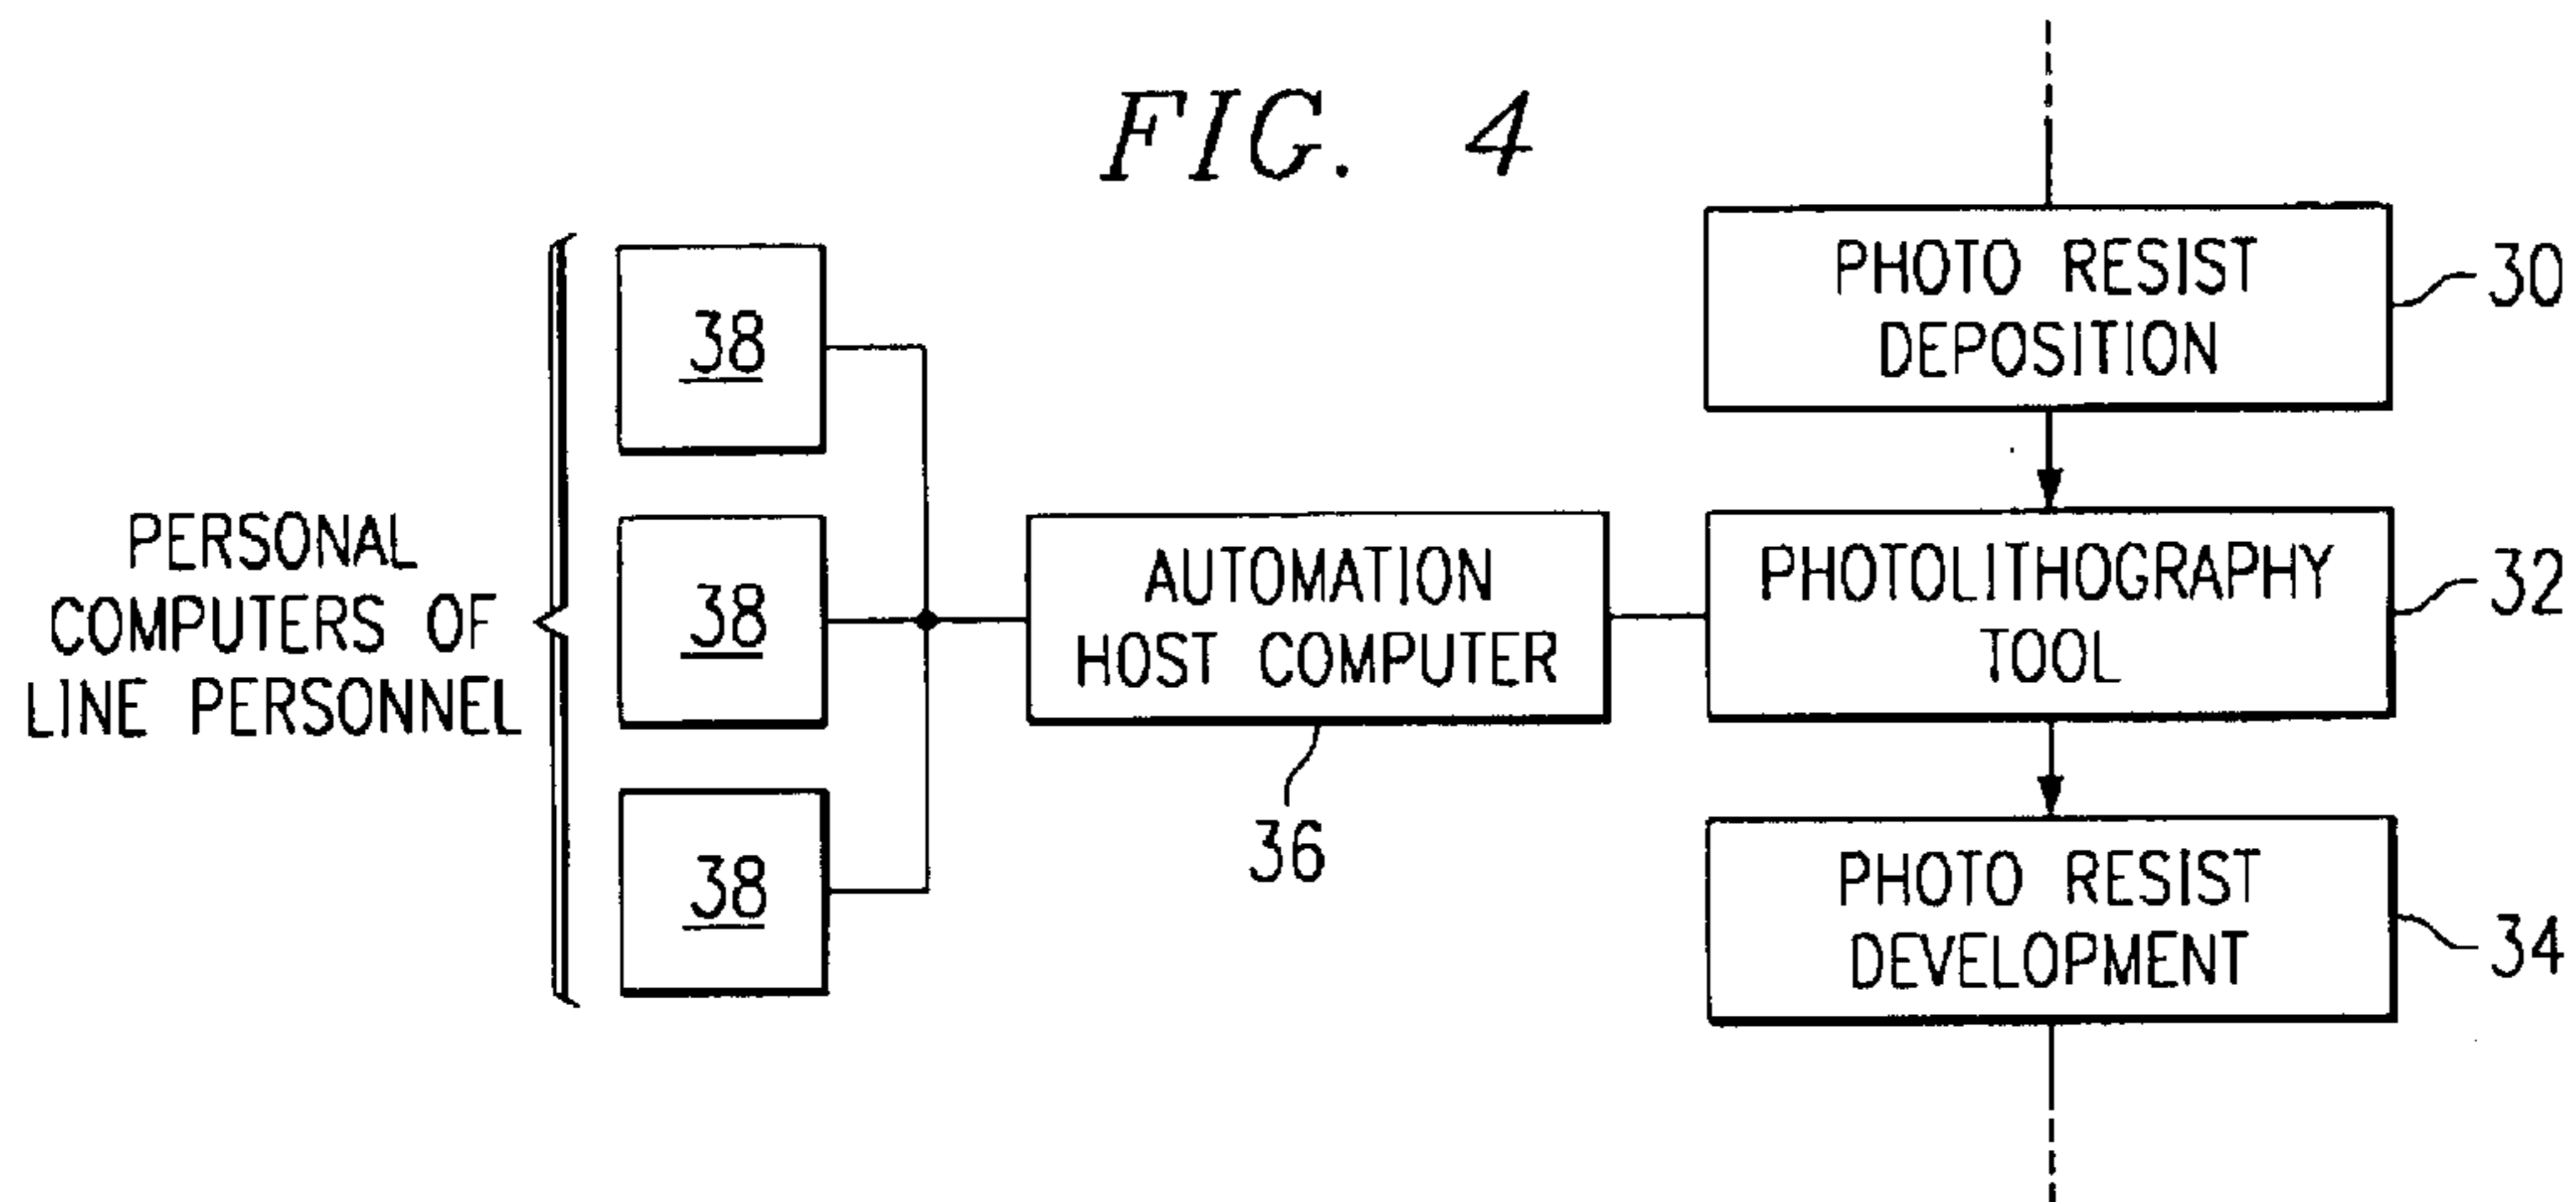 FIG. 4
PERSONAL
COMPUTERS OF
LINE PERSONNEL
38
38
38
AUTOMATION
HOST COMPUTER
36
PHOTO RESIST
DEPOSITION
30
PHOTOLITHOGRAPHY
TOOL
32
PHOTO RESIST
DEVELOPMENT
34